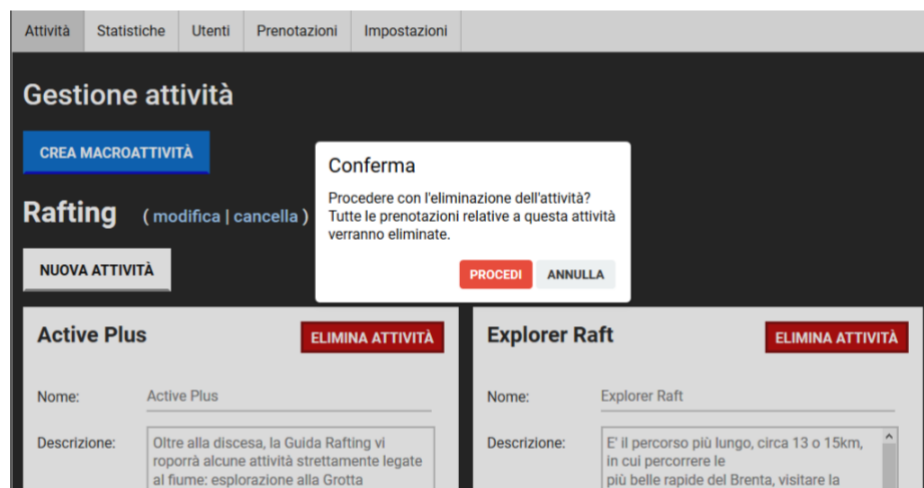 Attività Statistiche Utenti Prenotazioni Impostazioni
Gestione attività
CREA MACROATTIVITÀ
Conferma
Procedere con l'eliminazione dell'attività?
Tutte le prenotazioni relative a questa attività
verranno eliminate.
PROCEDI ANNULLA
Rafting ( modifica | cancella )
NUOVA ATTIVITÀ
Active Plus ELIMINA ATTIVITÀ
Nome: Active Plus
Descrizione: Oltre alla discesa, la Guida Rafting vi
roporrà alcune attività strettamente legate
al fiume: esplorazione alla Grotta
Explorer Raft ELIMINA ATTIVITÀ
Nome: Explorer Raft
Descrizione: E' il percorso più lungo, circa 13 o 15km,
in cui percorrere le
più belle rapide del Brenta, visitare la